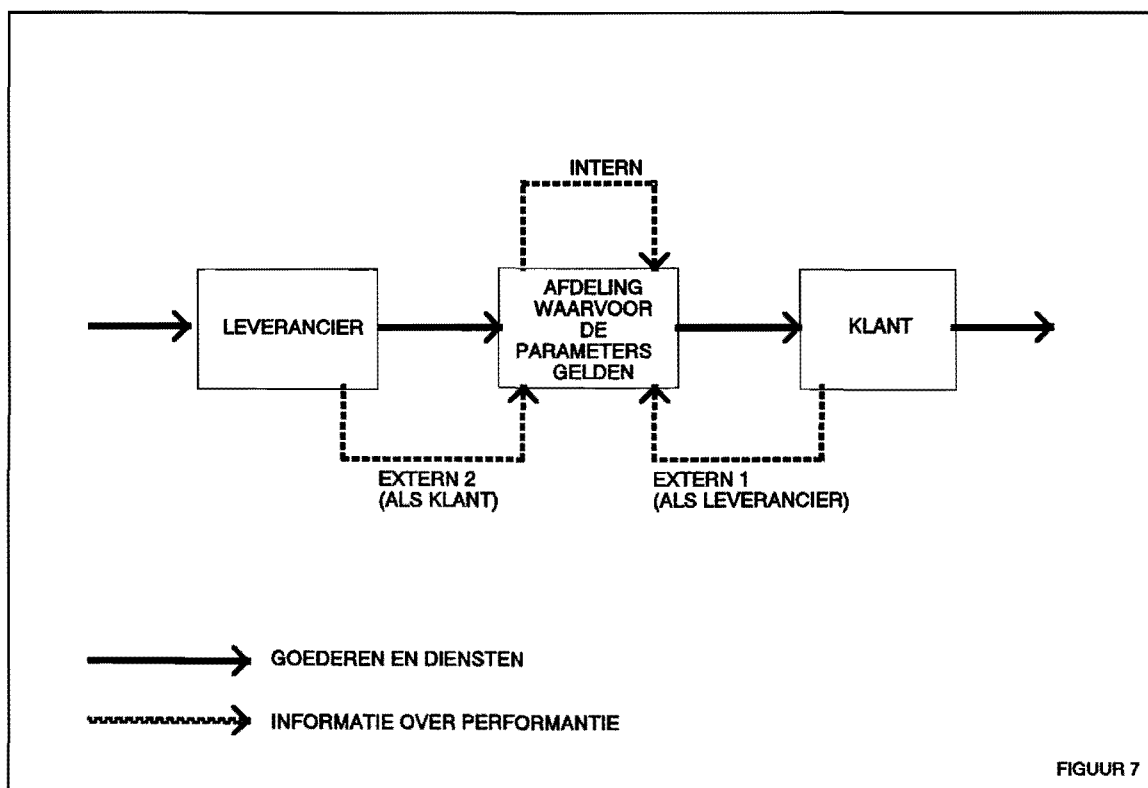 INTERN
LEVERANCIER
AFDELING
WAARVOOR
DE
PARAMETERS
GELDEN
KLANT
EXTERN 2
(ALS KLANT)
EXTERN 1
(ALS LEVERANCIER)
GOEDEREN EN DIENSTEN
INFORMATIE OVER PERFORMANTIE
FIGUUR 7